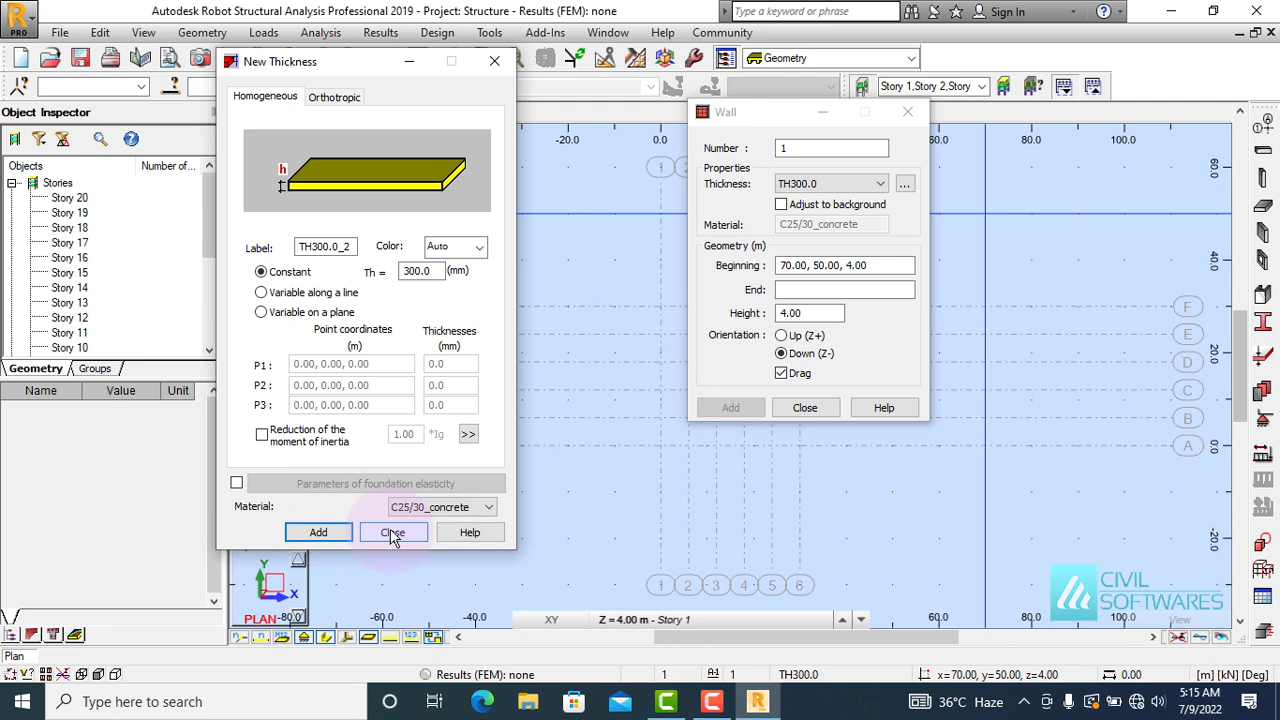 PRO
Autodesk Robot Structural Analysis Professional 2019 - Project: Structure - Results (FEM): none
Type a keyword or phrase
Sign In
File Edit View Geometry Loads Analysis Results Design Tools Add-Ins Window Help Community
Geometry
Story 1,Story 2,Story
Object Inspector
Objects Number of...
Stories
Story 20
Story 19
Story 18
Story 17
Story 16
Story 15
Story 14
Story 13
Story 12
Story 11
Story 10
Geometry Groups
Name Value Unit
New Thickness
Homogeneous Orthotropic
h
Label: TH300.0_2 Color: Auto
Constant Th = 300.0 (mm)
Variable along a line
Variable on a plane
Point coordinates Thicknesses
(m) (mm)
P1 : 0.00, 0.00, 0.00 0.0
P2 : 0.00, 0.00, 0.00 0.0
P3 : 0.00, 0.00, 0.00 0.0
Reduction of the
moment of inertia 1.00 *Ig >>
Parameters of foundation elasticity
Material: C25/30_concrete
Add Close Help
Wall
Number : 1
Properties
Thickness: TH300.0 ...
Adjust to background
Material: C25/30_concrete
Geometry (m)
Beginning : 70.00, 50.00, 4.00
End:
Height : 4.00
Orientation : Up (Z+)
Down (Z-)
Drag
Add Close Help
-20.0 0.0 80.0 100.0
60.0
1 2
F
E
20.0
D
C
B
A 0.0
-20.0
1 2 3 4 5 6
Y
X
PLAN -80.0 -60.0 -40.0 XY Z = 4.00 m - Story 1 60.0 80.0 100.0
CIVIL
SOFTWARES
View
Plan
Results (FEM): none 1 1 TH300.0 x=70.00, y=50.00, z=4.00 0.00 [m] [kN] [Deg]
Type here to search
36°C Haze
5:15 AM
7/9/2022